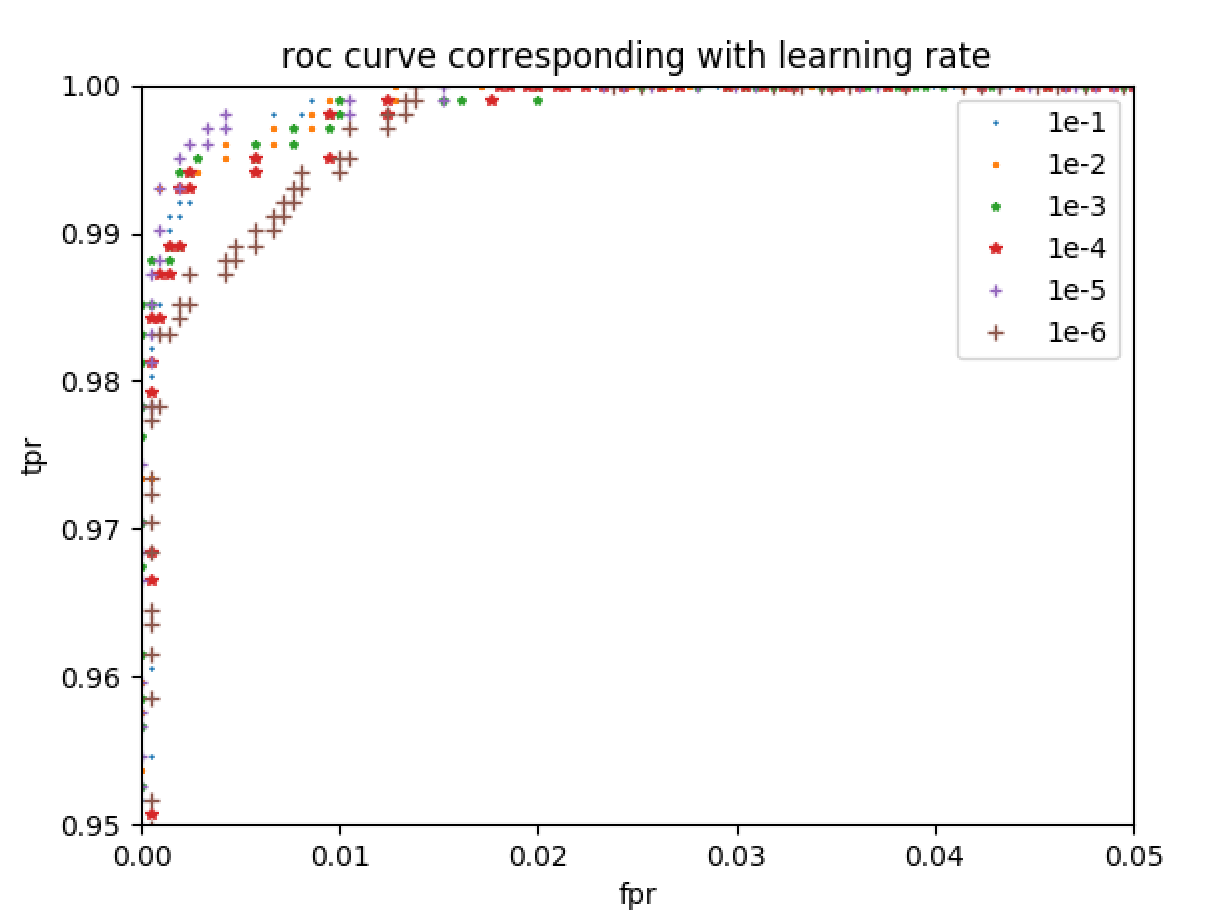 roc curve corresponding with learning rate
1.00
0.99
0.98
0.97
0.96
0.95
tpr
1e-1
1e-2
1e-3
1e-4
1e-5
1e-6
0.00 0.01 0.02 0.03 0.04 0.05
fpr